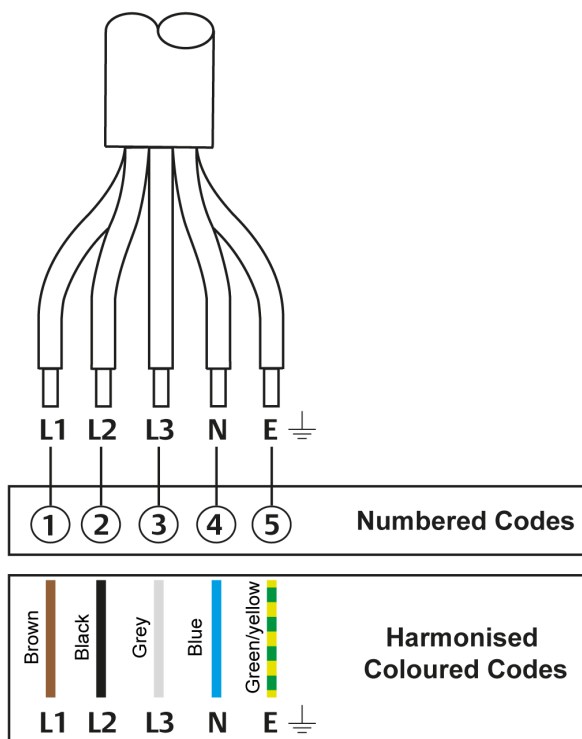 L1 L2 L3 N E
1 2 3 4 5 Numbered Codes
Brown Black Grey Blue Green/yellow
Harmonised
Coloured Codes
L1 L2 L3 N E